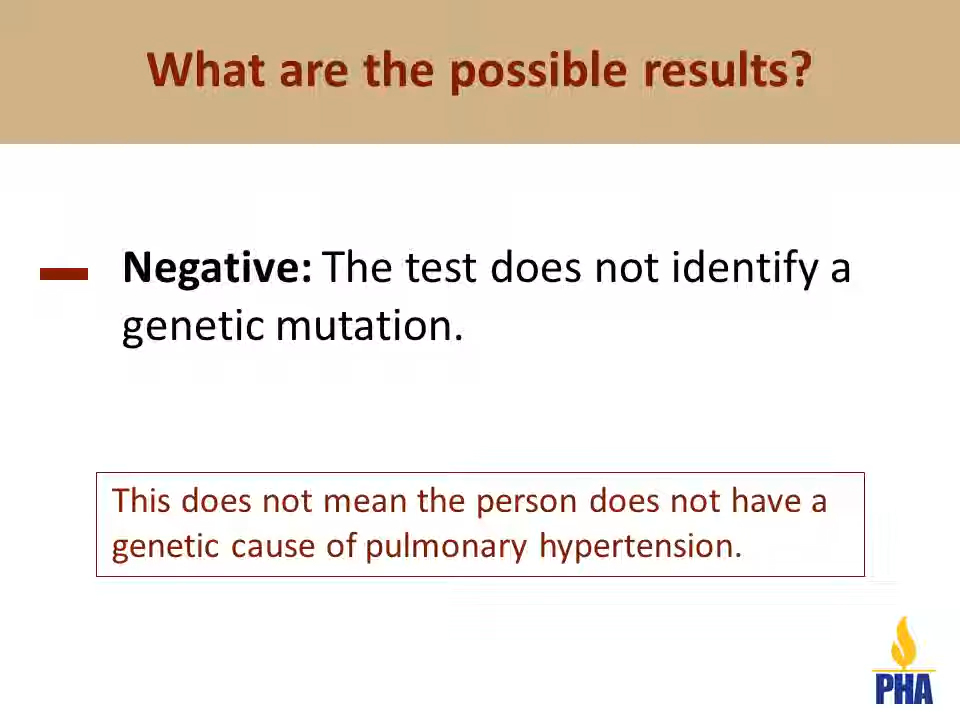 What are the possible results?
Negative: The test does not identify a
genetic mutation.
This does not mean the person does not have a
genetic cause of pulmonary hypertension.
PHA